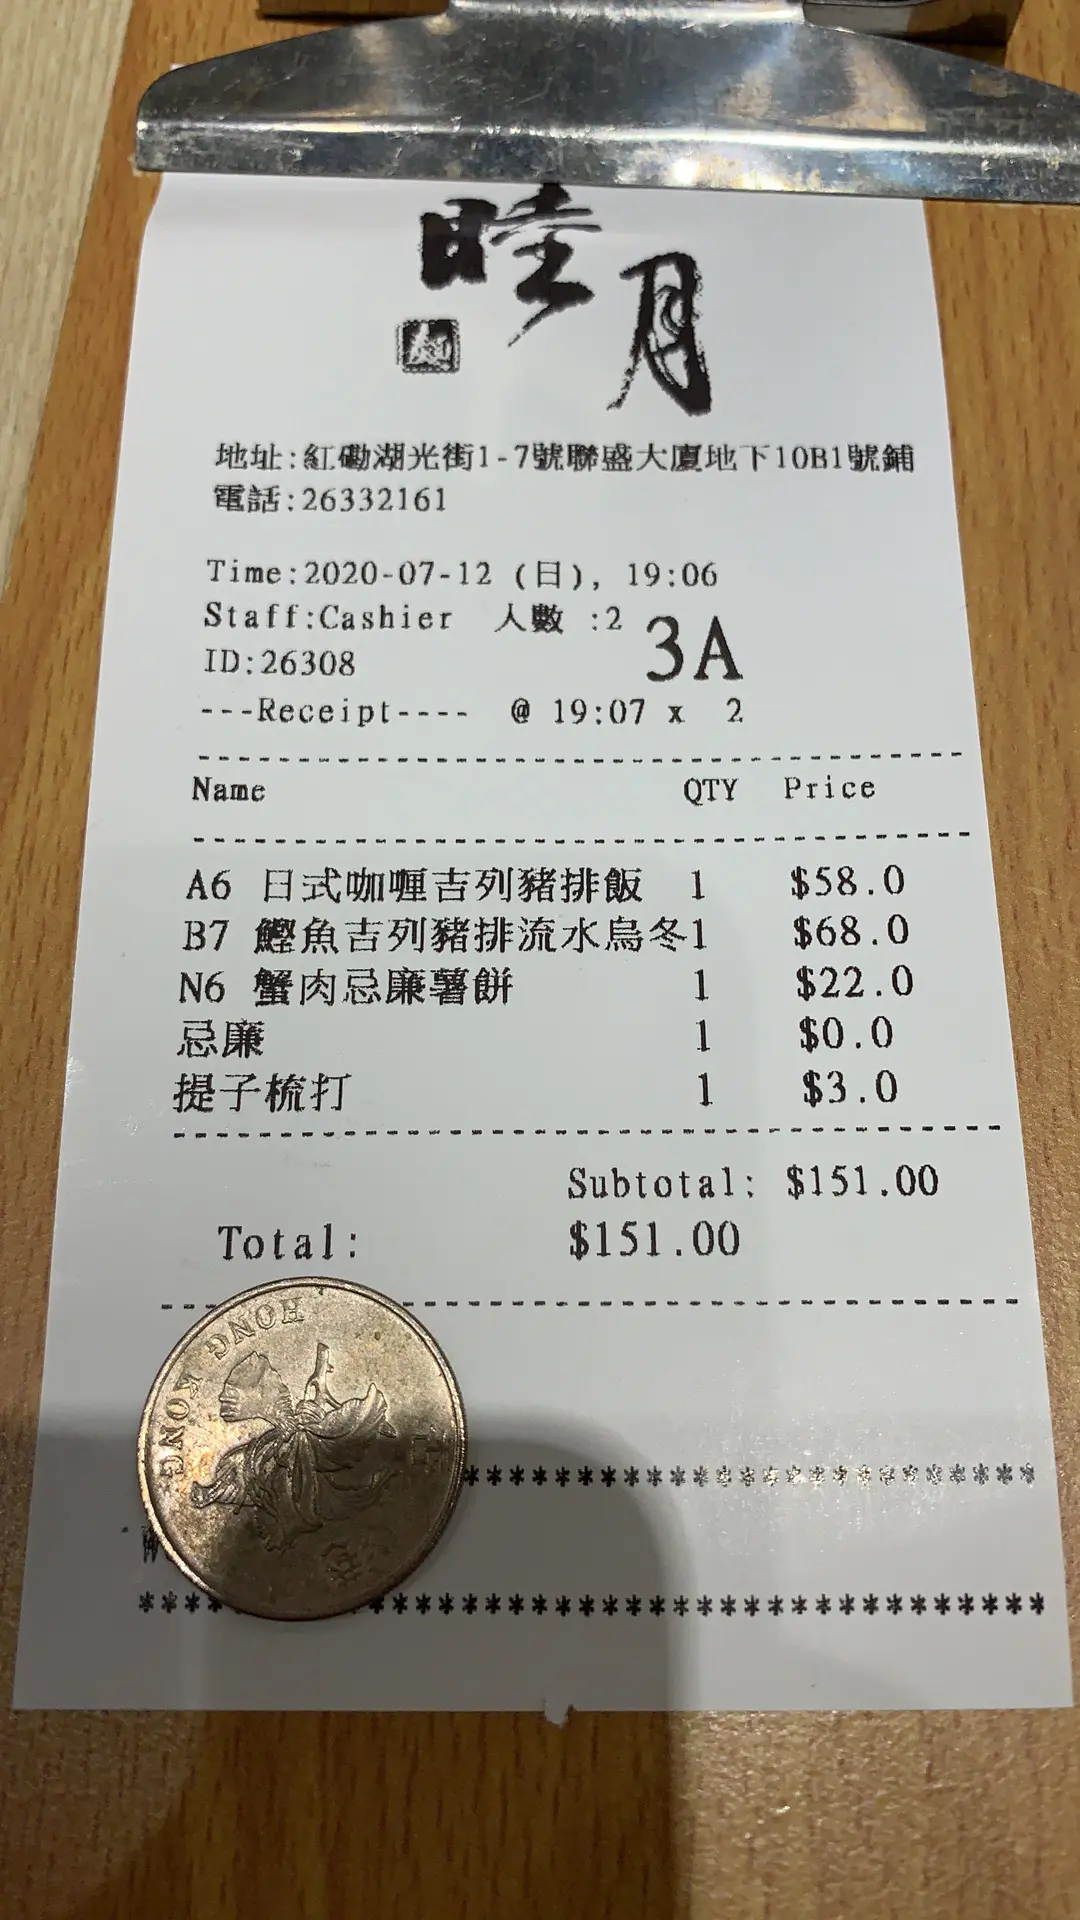 睦月
地址:紅磡湖光街1-7號聯盛大廈地下10B1號鋪
電話:26332161
Time:2020-07-12 (日), 19:06
Staff:Cashier 人數 :2
3A
ID:26308
---Receipt---- @ 19:07 x 2
Name QTY Price
A6 日式咖喱吉列豬排飯 1 $58.0
B7 鰹魚吉列豬排流水烏冬1 $68.0
N6 蟹肉忌廉薯餅 1 $22.0
忌廉 1 $0.0
提子梳打 1 $3.0
Subtotal: $151.00
Total: $151.00
HONG KONG
香
*****************************